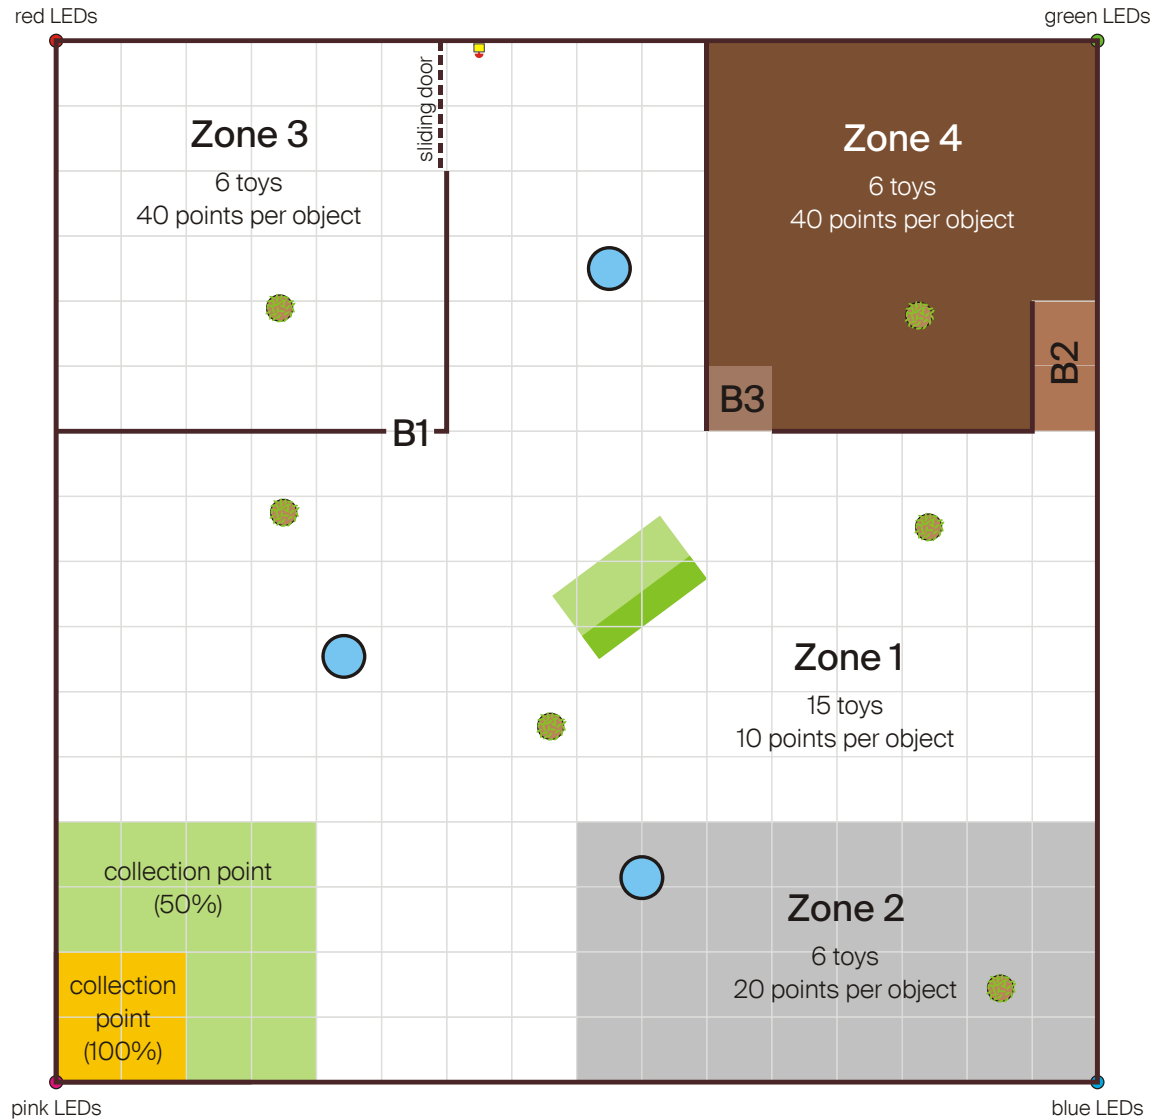 red LEDs
green LEDs
sliding door
Zone 3
6 toys
40 points per object
Zone 4
6 toys
40 points per object
B2
B3
B1
Zone 1
15 toys
10 points per object
collection point
(50%)
Zone 2
6 toys
20 points per object
collection
point
(100%)
pink LEDs
blue LEDs